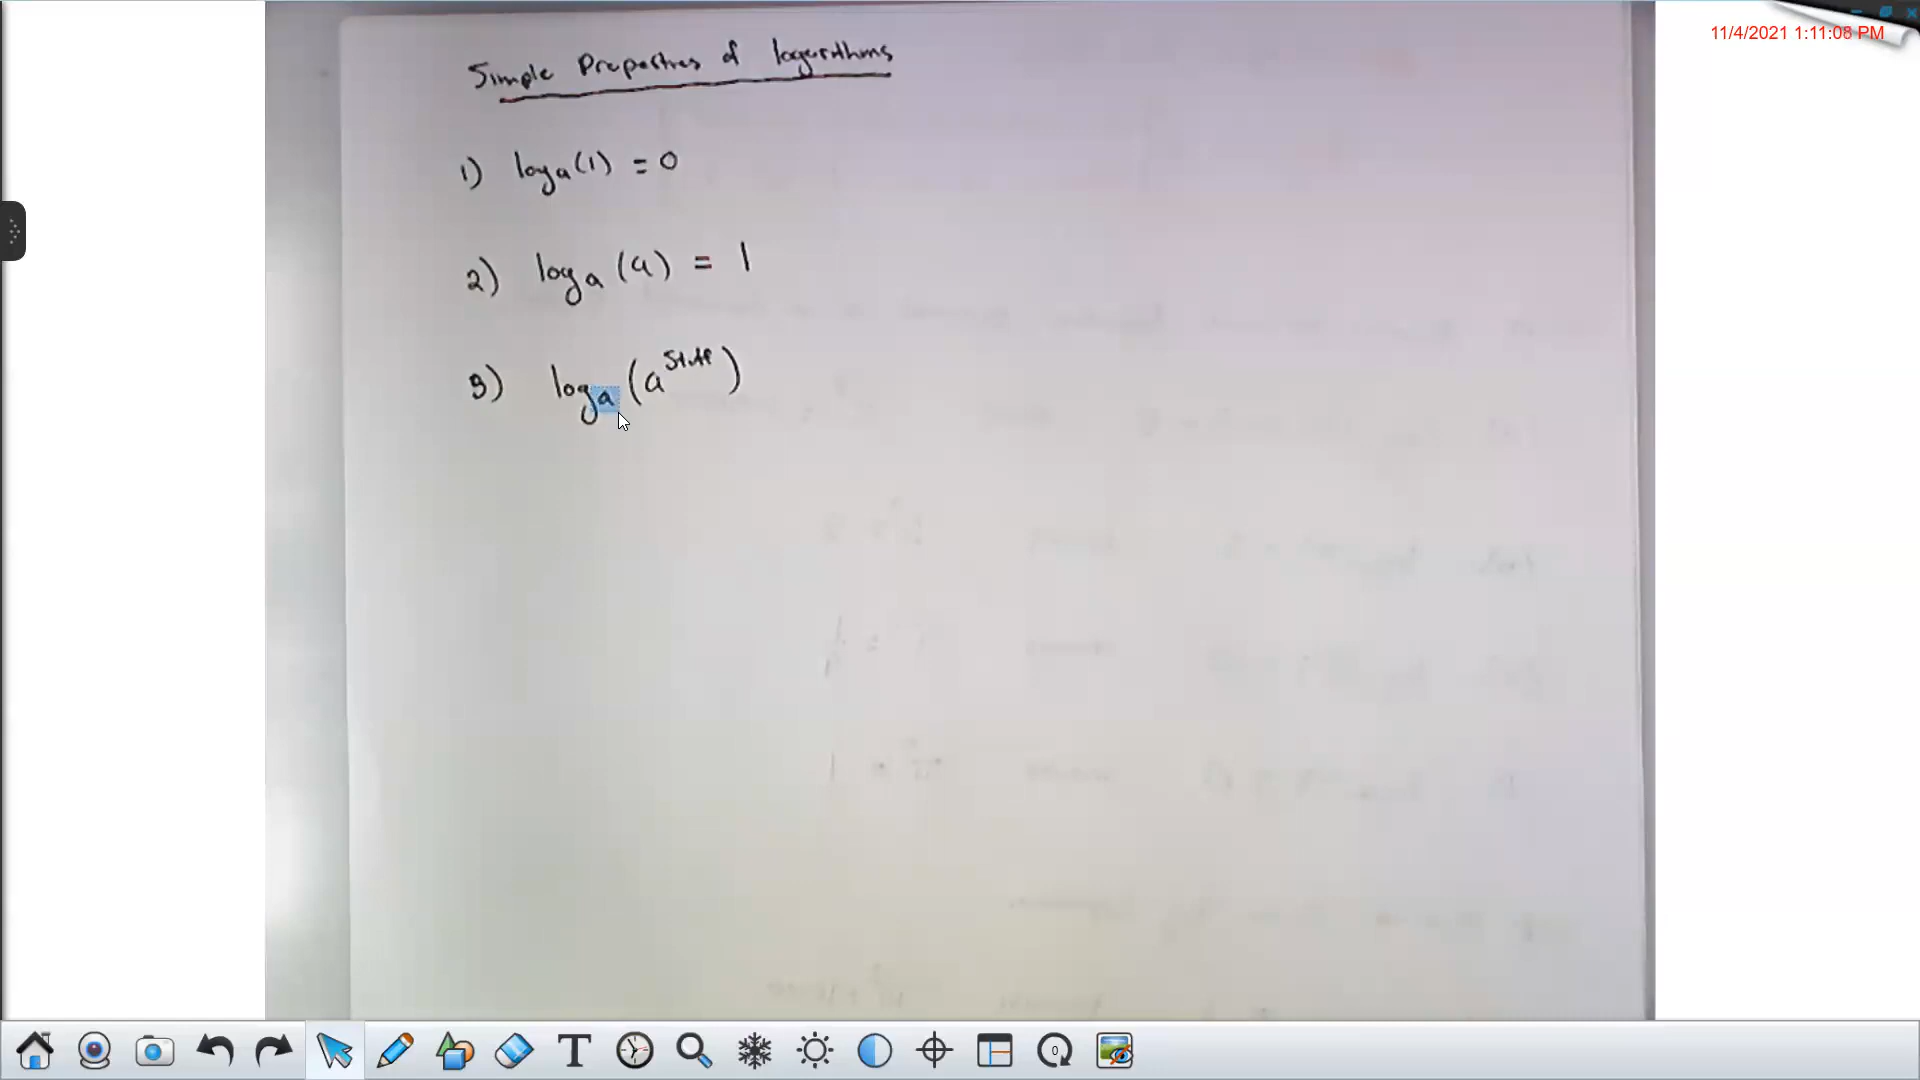 11/4/2021 1:11:08 PM
Simple Properties of logarithms
1) logₐ(1) = 0
2) logₐ(a) = 1
3) logₐ(a^stuff)